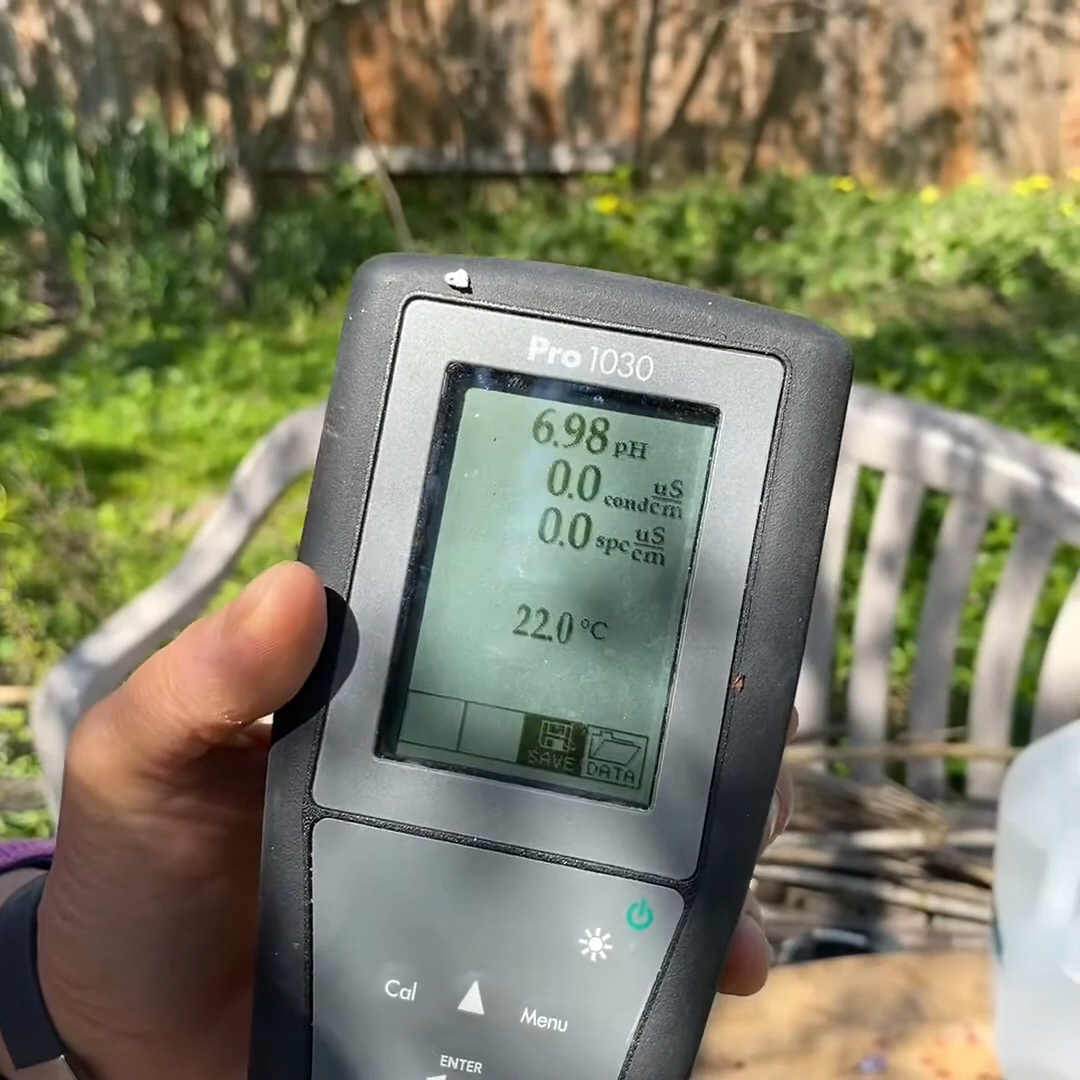 Pro 1030
6.98 pH
0.0 cond uS/cm
0.0 spc uS/cm
22.0 °C
SAVE DATA
Cal
Menu
ENTER